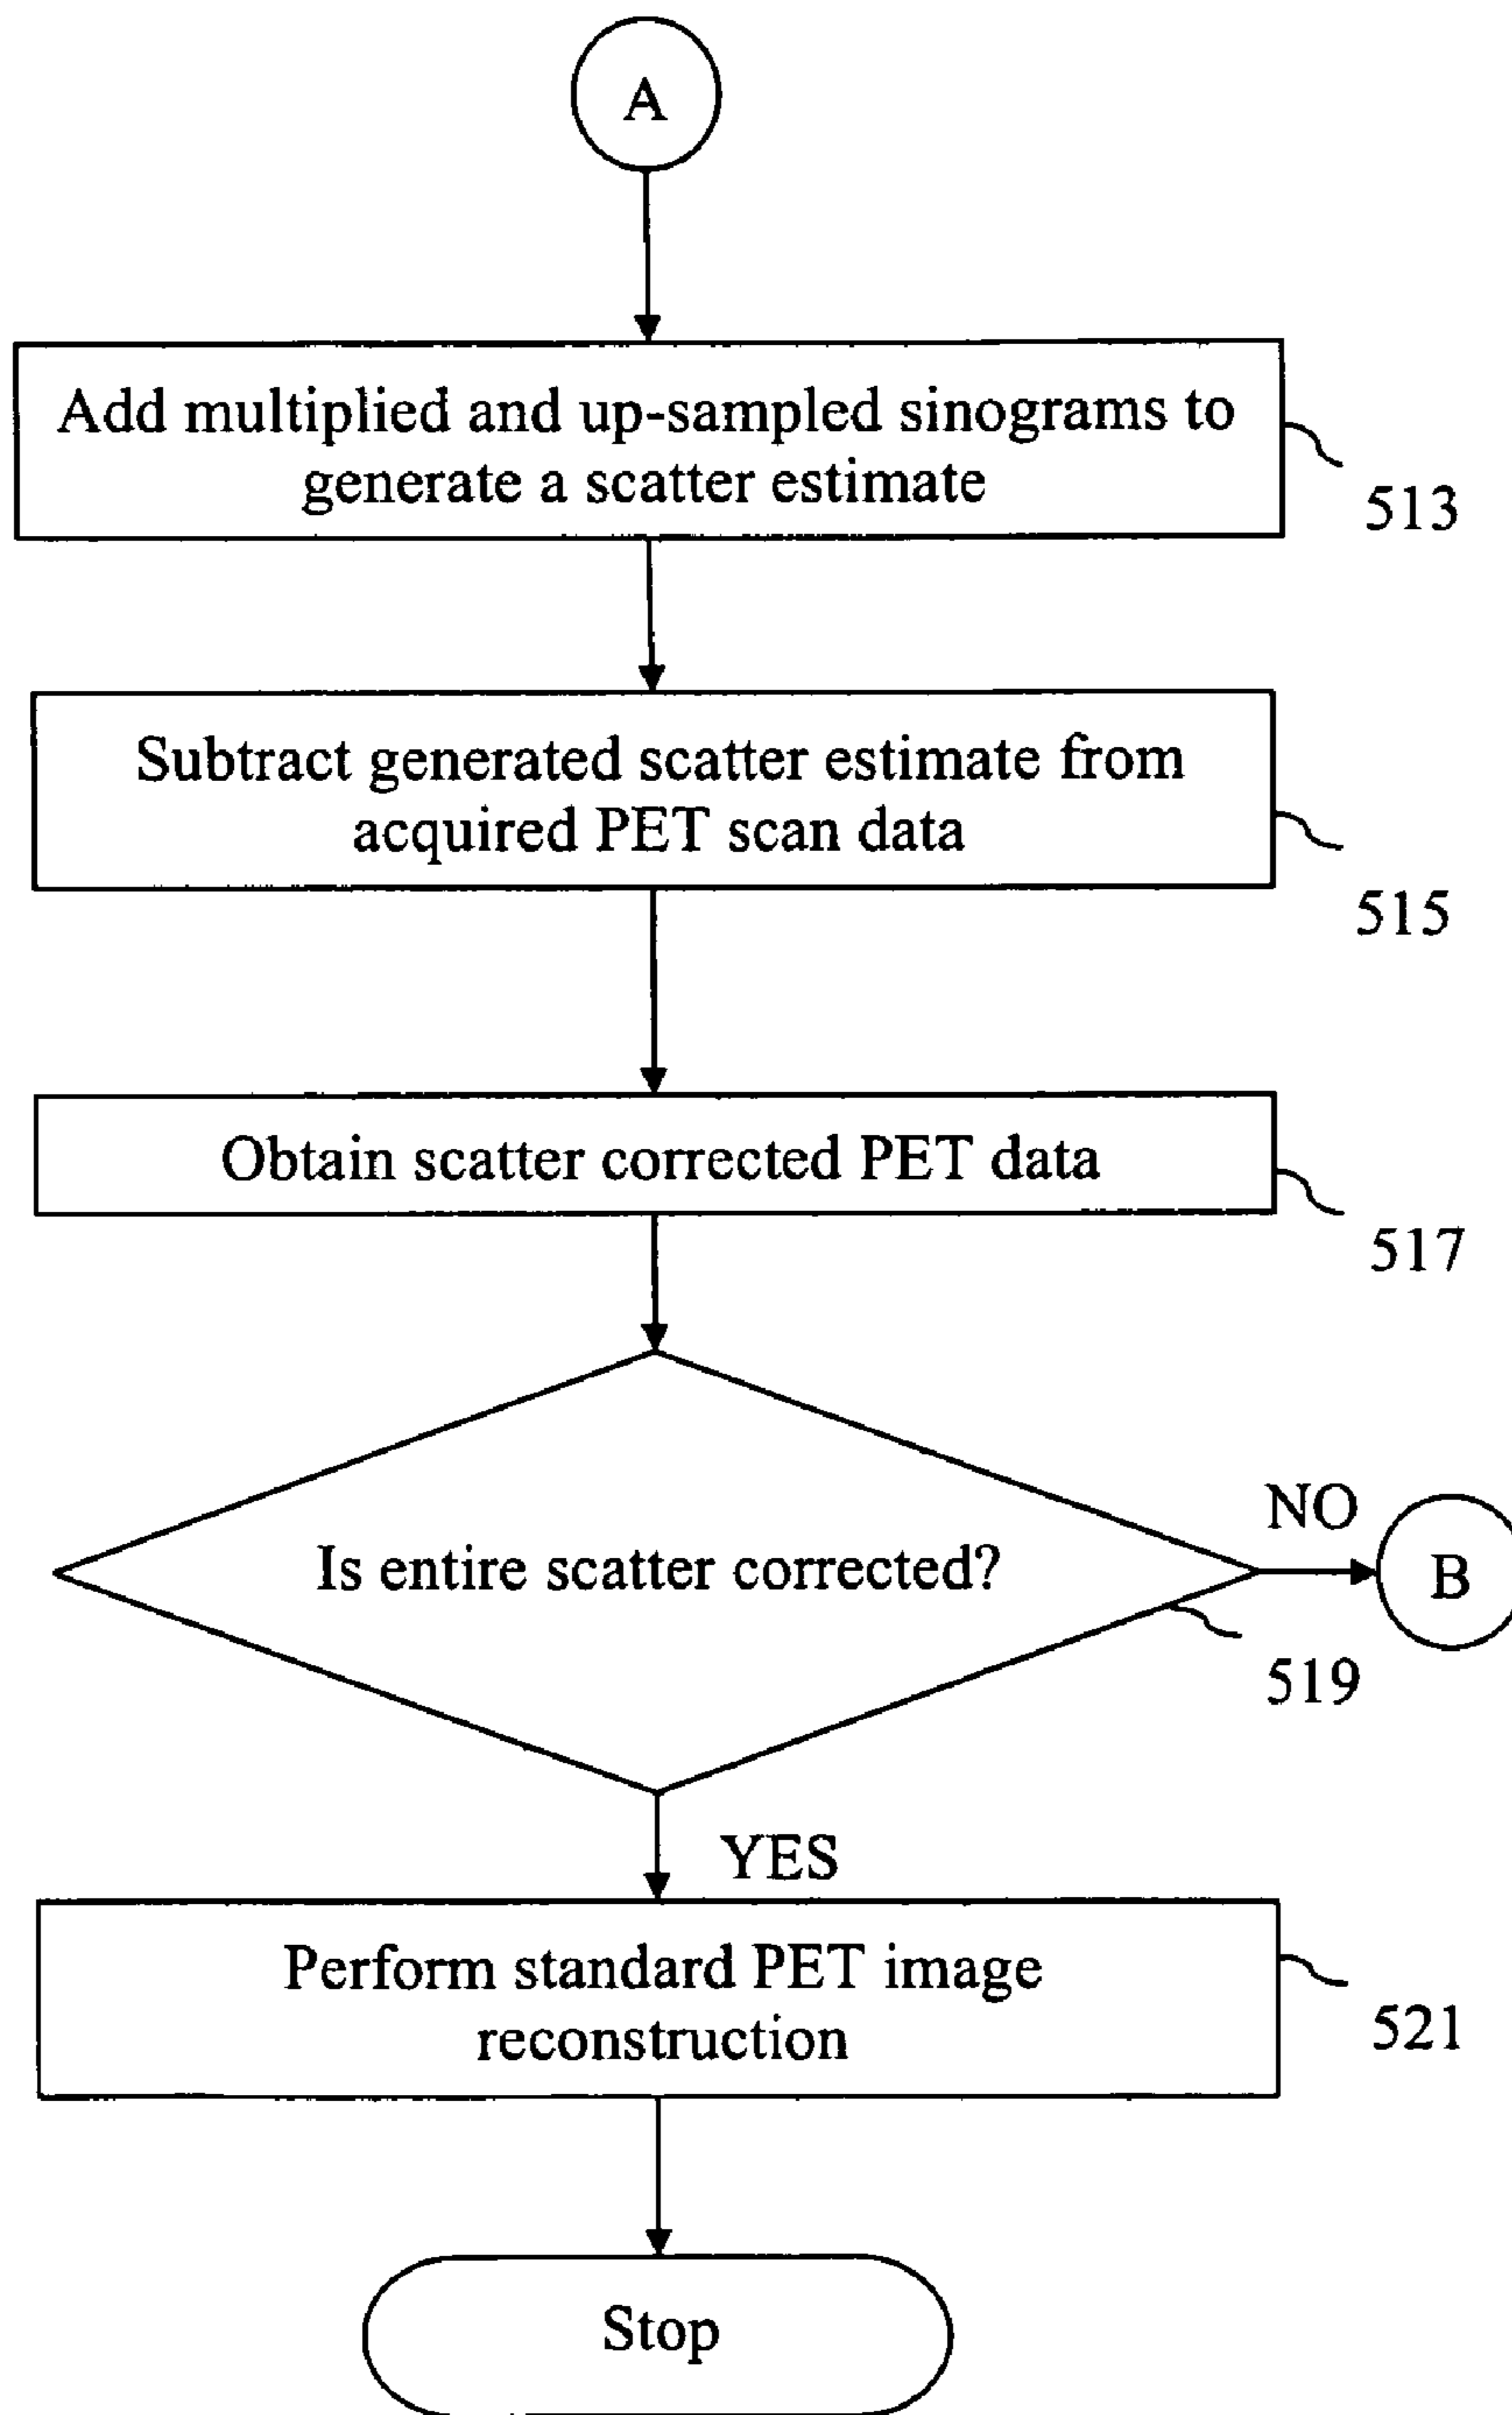 A
Add multiplied and up-sampled sinograms to
generate a scatter estimate
513
Subtract generated scatter estimate from
acquired PET scan data
515
Obtain scatter corrected PET data
517
Is entire scatter corrected?
NO
B
519
YES
Perform standard PET image
reconstruction
521
Stop